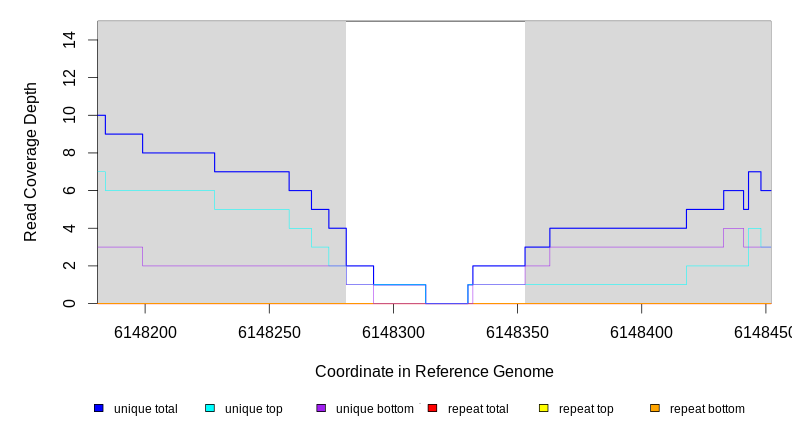 Read Coverage Depth
14
12
10
8
6
4
2
0
6148200 6148250 6148300 6148350 6148400 6148450
Coordinate in Reference Genome
unique total unique top unique bottom repeat total repeat top repeat bottom